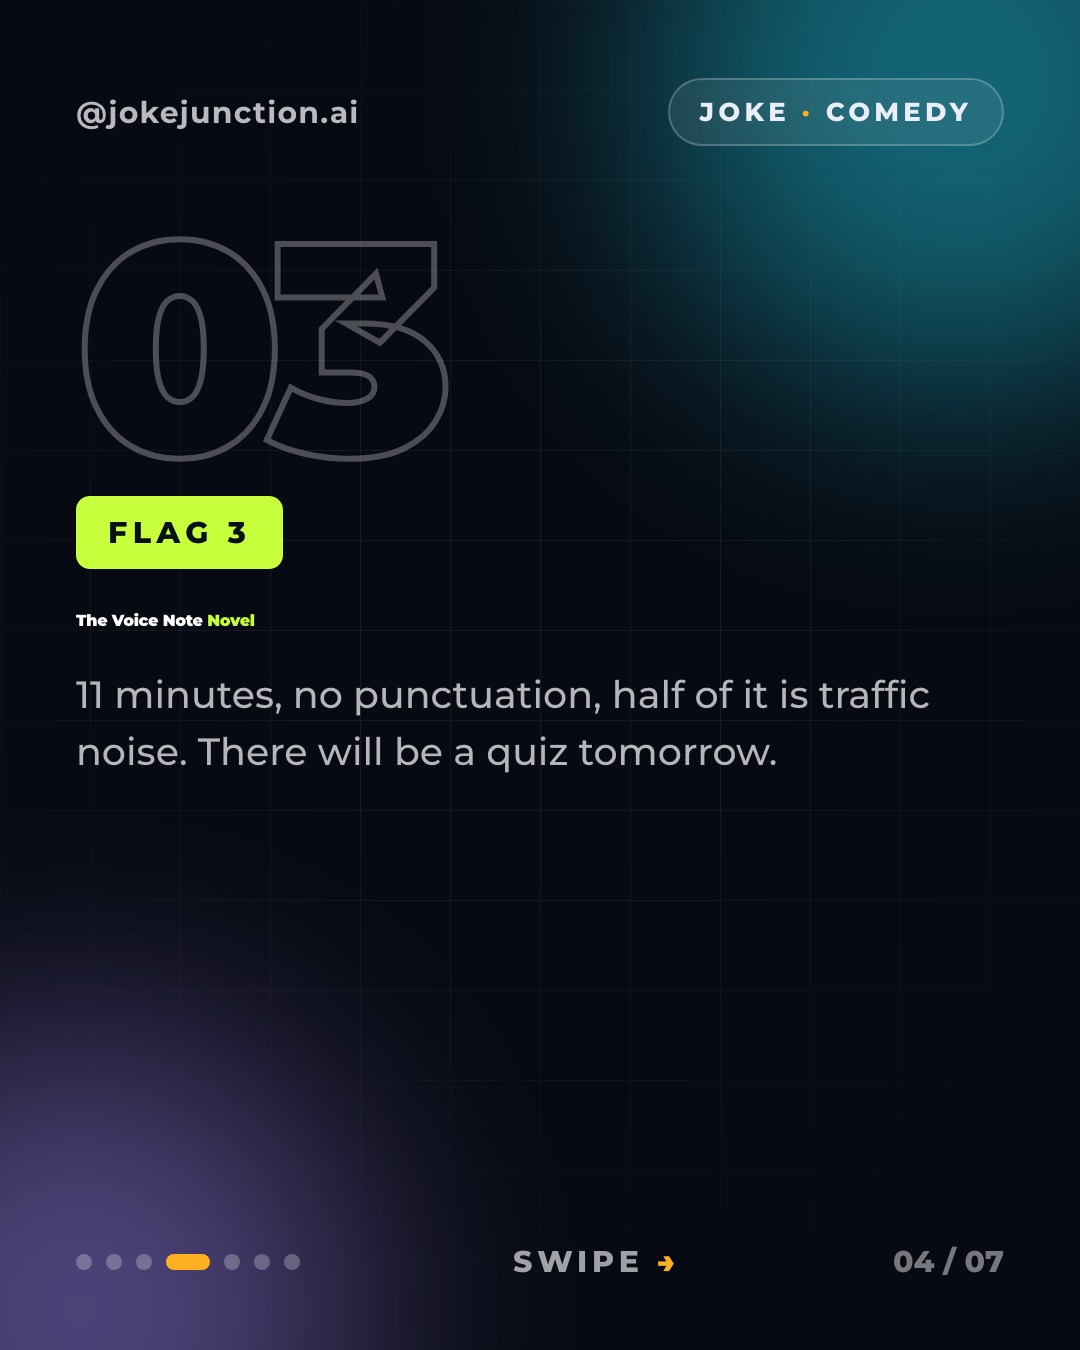 @jokejunction.ai
JOKE • COMEDY
03
FLAG 3
The Voice Note Novel
11 minutes, no punctuation, half of it is traffic
noise. There will be a quiz tomorrow.
SWIPE →
04 / 07